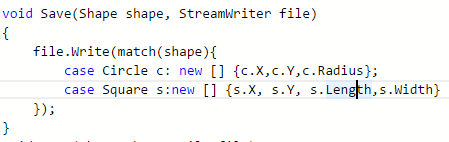 void Save(Shape shape, StreamWriter file)
{
file.Write(match(shape){
case Circle c: new [] {c.X,c.Y,c.Radius};
case Square s:new [] {s.X, s.Y, s.Length,s.Width}
});
}